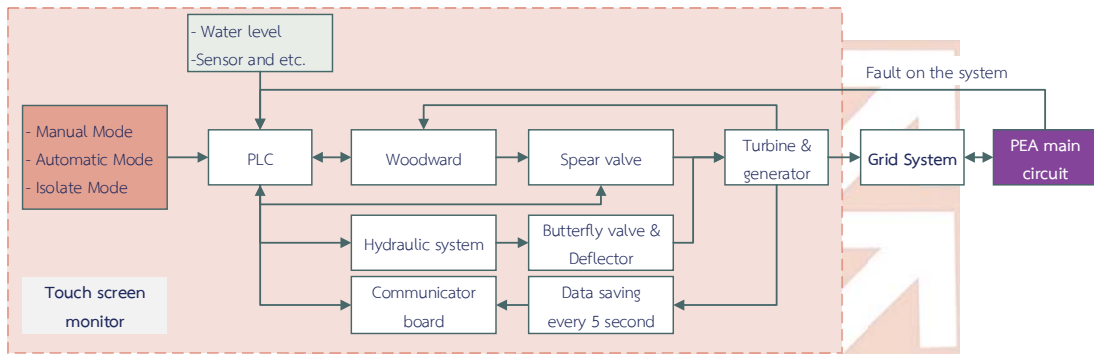 - Water level
-Sensor and etc.
Fault on the system
- Manual Mode
- Automatic Mode
- Isolate Mode
PLC
Woodward
Spear valve
Turbine &
generator
Grid System
PEA main
circuit
Hydraulic system
Butterfly valve &
Deflector
Touch screen
monitor
Communicator
board
Data saving
every 5 second